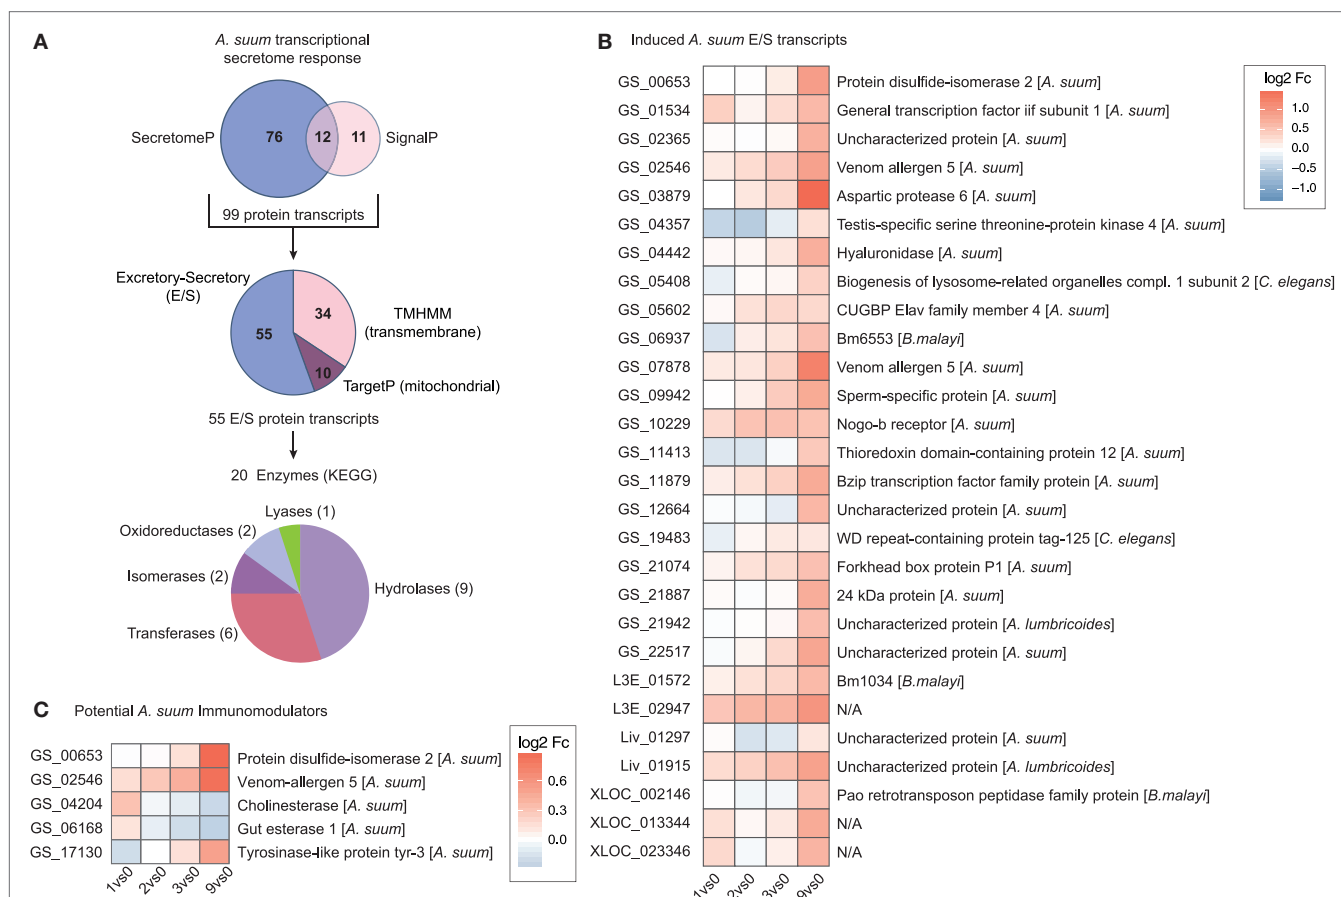 A
A. suum transcriptional
secretome response
SecretomeP
76
12
11
SignalP
99 protein transcripts
Excretory-Secretory
(E/S)
55
34
10
TMHMM
(transmembrane)
TargetP (mitochondrial)
55 E/S protein transcripts
20 Enzymes (KEGG)
Lyases (1)
Oxidoreductases (2)
Isomerases (2)
Hydrolases (9)
Transferases (6)
B Induced A. suum E/S transcripts
GS_00653 Protein disulfide-isomerase 2 [A. suum]
GS_01534 General transcription factor iif subunit 1 [A. suum]
GS_02365 Uncharacterized protein [A. suum]
GS_02546 Venom allergen 5 [A. suum]
GS_03879 Aspartic protease 6 [A. suum]
GS_04357 Testis-specific serine threonine-protein kinase 4 [A. suum]
GS_04442 Hyaluronidase [A. suum]
GS_05408 Biogenesis of lysosome-related organelles compl. 1 subunit 2 [C. elegans]
GS_05602 CUGBP Elav family member 4 [A. suum]
GS_06937 Bm6553 [B.malayi]
GS_07878 Venom allergen 5 [A. suum]
GS_09942 Sperm-specific protein [A. suum]
GS_10229 Nogo-b receptor [A. suum]
GS_11413 Thioredoxin domain-containing protein 12 [A. suum]
GS_11879 Bzip transcription factor family protein [A. suum]
GS_12664 Uncharacterized protein [A. suum]
GS_19483 WD repeat-containing protein tag-125 [C. elegans]
GS_21074 Forkhead box protein P1 [A. suum]
GS_21887 24 kDa protein [A. suum]
GS_21942 Uncharacterized protein [A. lumbricoides]
GS_22517 Uncharacterized protein [A. suum]
L3E_01572 Bm1034 [B.malayi]
L3E_02947 N/A
Liv_01297 Uncharacterized protein [A. suum]
Liv_01915 Uncharacterized protein [A. lumbricoides]
XLOC_002146 Pao retrotransposon peptidase family protein [B.malayi]
XLOC_013344 N/A
XLOC_023346 N/A
1vs0 2vs0 3vs0 9vs0
log2 Fc
1.0
0.5
0.0
−0.5
−1.0
C Potential A. suum Immunomodulators
GS_00653 Protein disulfide-isomerase 2 [A. suum]
GS_02546 Venom-allergen 5 [A. suum]
GS_04204 Cholinesterase [A. suum]
GS_06168 Gut esterase 1 [A. suum]
GS_17130 Tyrosinase-like protein tyr-3 [A. suum]
1vs0 2vs0 3vs0 9vs0
log2 Fc
0.6
0.3
0.0